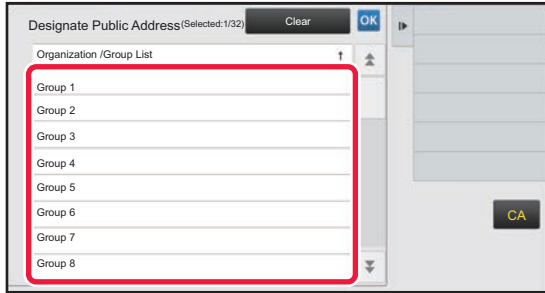 Designate Public Address(Selected:1/32) Clear OK
Organization /Group List
Group 1
Group 2
Group 3
Group 4
Group 5
Group 6
Group 7
Group 8
CA